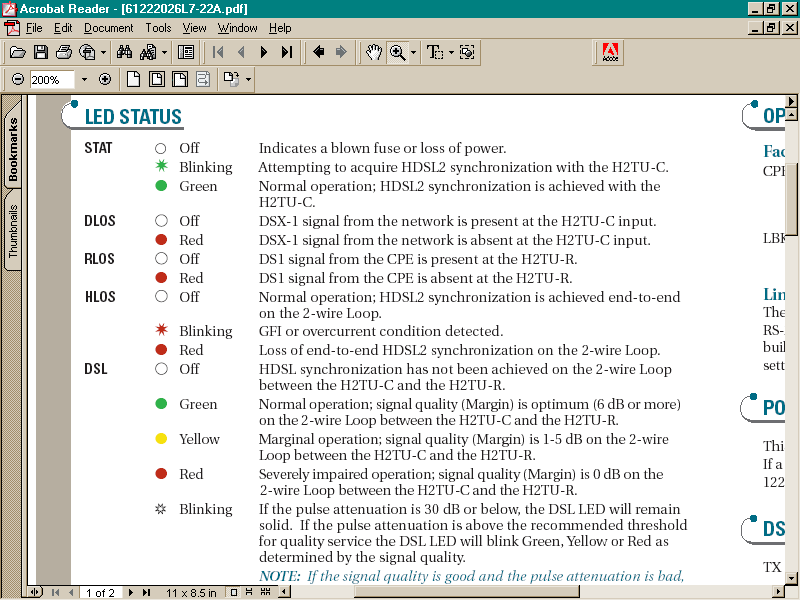 Acrobat Reader - [61222026L7-22A.pdf]
File Edit Document Tools View Window Help
Adobe
200%
Bookmarks
Thumbnails
LED STATUS
STAT Off Indicates a blown fuse or loss of power.
Blinking Attempting to acquire HDSL2 synchronization with the H2TU-C.
Green Normal operation; HDSL2 synchronization is achieved with the
H2TU-C.
DLOS Off DSX-1 signal from the network is present at the H2TU-C input.
Red DSX-1 signal from the network is absent at the H2TU-C input.
RLOS Off DS1 signal from the CPE is present at the H2TU-R.
Red DS1 signal from the CPE is absent at the H2TU-R.
HLOS Off Normal operation; HDSL2 synchronization is achieved end-to-end
on the 2-wire Loop.
Blinking GFI or overcurrent condition detected.
Red Loss of end-to-end HDSL2 synchronization on the 2-wire Loop.
DSL Off HDSL synchronization has not been achieved on the 2-wire Loop
between the H2TU-C and the H2TU-R.
Green Normal operation; signal quality (Margin) is optimum (6 dB or more)
on the 2-wire Loop between the H2TU-C and the H2TU-R.
Yellow Marginal operation; signal quality (Margin) is 1-5 dB on the 2-wire
Loop between the H2TU-C and the H2TU-R.
Red Severely impaired operation; signal quality (Margin) is 0 dB on the
2-wire Loop between the H2TU-C and the H2TU-R.
Blinking If the pulse attenuation is 30 dB or below, the DSL LED will remain
solid. If the pulse attenuation is above the recommended threshold
for quality service the DSL LED will blink Green, Yellow or Red as
determined by the signal quality.
NOTE: If the signal quality is good and the pulse attenuation is bad,
OP
Fac
CPE
LBK
Lin
The
RS-
buil
sett
PO
Thi
If a
122
DS
TX
1 of 2
11 x 8.5 in